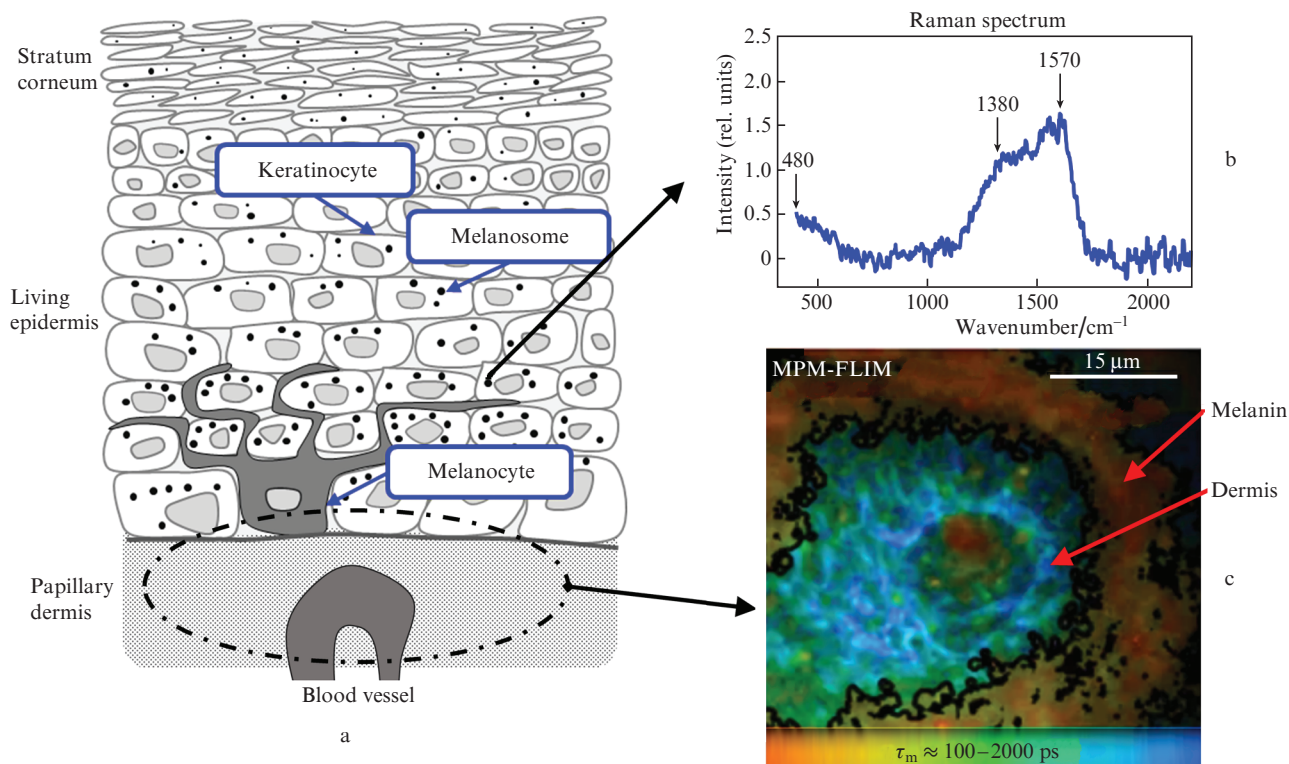 Stratum
corneum
Keratinocyte
Melanosome
Living
epidermis
Melanocyte
Papillary
dermis
Blood vessel
a
Raman spectrum
Intensity (rel. units)
2.5
2.0
1.5
1.0
0.5
0
480
1380
1570
500
1000
1500
2000
Wavenumber/cm⁻¹
b
MPM-FLIM
15 μm
Melanin
Dermis
c
τₘ ≈ 100–2000 ps